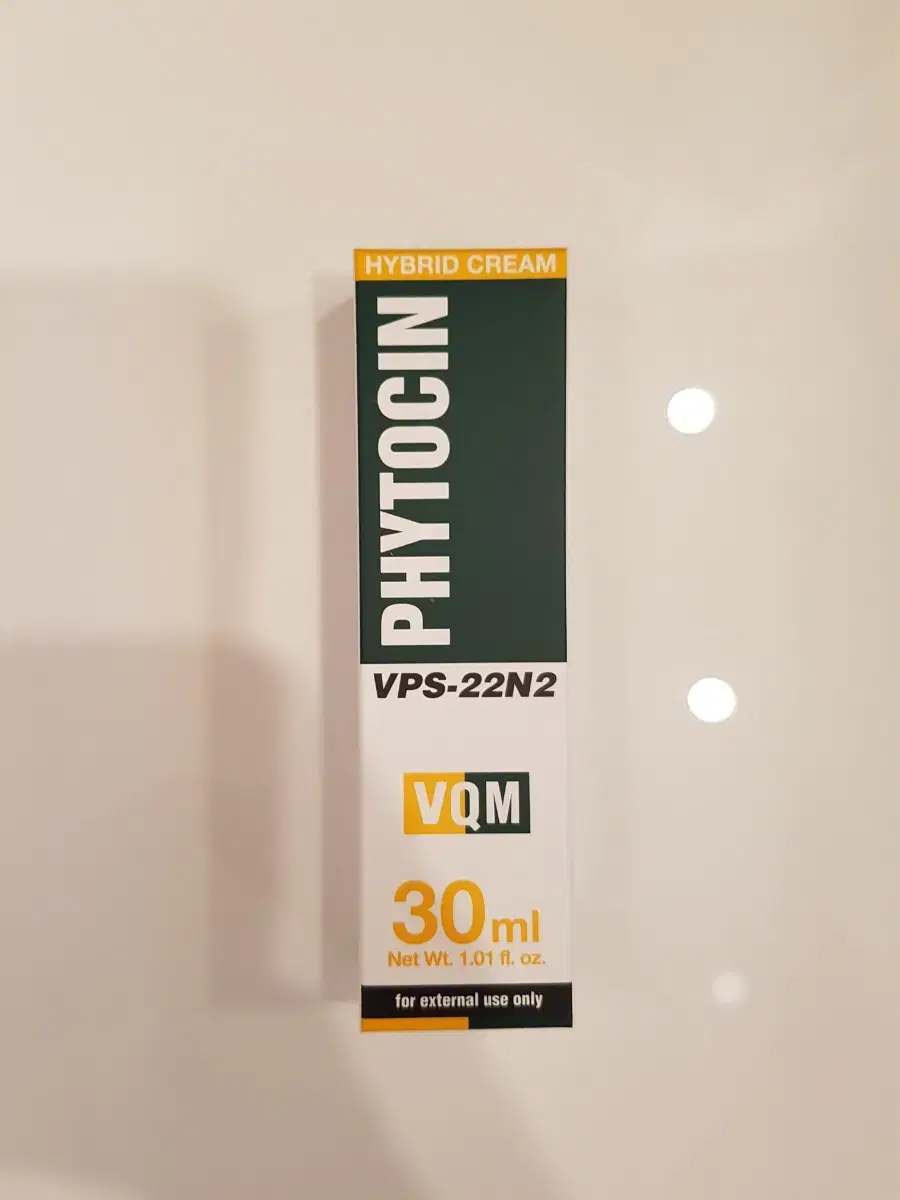 HYBRID CREAM
PHYTOCIN
VPS-22N2
VQM
30ml
Net Wt. 1.01 fl. oz.
for external use only